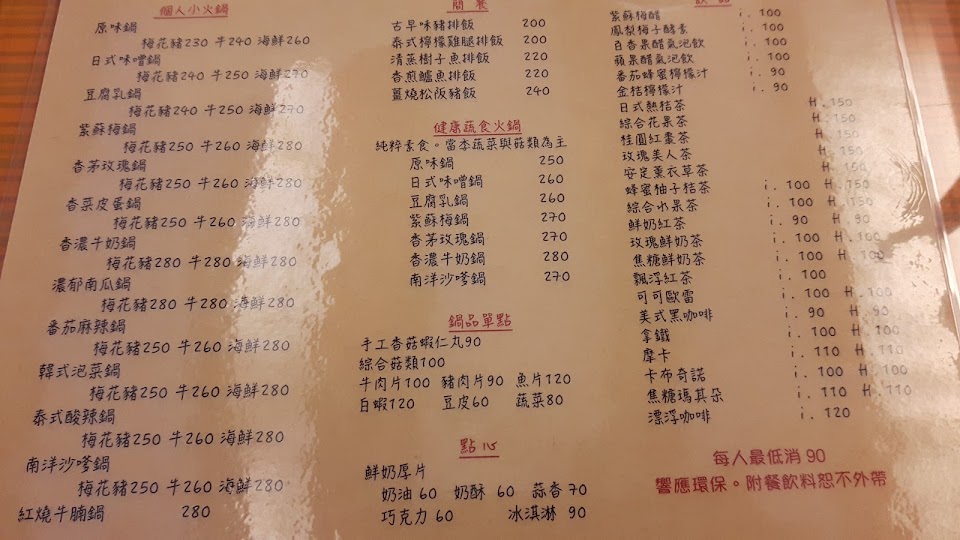 個人小火鍋
原味鍋
梅花豬230 牛240 海鮮260
日式味噌鍋
梅花豬240 牛250 海鮮270
豆腐乳鍋
梅花豬240 牛250 海鮮270
紫蘇梅鍋
梅花豬250 牛260 海鮮280
香茅玫瑰鍋
梅花豬250 牛260 海鮮280
香菜皮蛋鍋
梅花豬250 牛260 海鮮280
香濃牛奶鍋
梅花豬280 牛280 海鮮280
濃郁南瓜鍋
梅花豬280 牛280 海鮮280
番茄麻辣鍋
梅花豬250 牛260 海鮮280
韓式泡菜鍋
梅花豬250 牛260 海鮮280
泰式酸辣鍋
梅花豬250 牛260 海鮮280
南洋沙嗲鍋
梅花豬250 牛260 海鮮280
紅燒牛腩鍋 280
簡餐
古早味豬排飯 200
泰式檸檬雞腿排飯 200
清蒸樹子魚排飯 220
香煎鱸魚排飯 220
薑燒松阪豬飯 240
健康蔬食火鍋
純粹素食。當本蔬菜與菇類為主
原味鍋 250
日式味噌鍋 260
豆腐乳鍋 260
紫蘇梅鍋 270
香茅玫瑰鍋 270
香濃牛奶鍋 280
南洋沙嗲鍋 270
鍋品單點
手工香菇蝦仁丸90
綜合菇類100
牛肉片100 豬肉片90 魚片120
白蝦120 豆皮60 蔬菜80
點心
鮮奶厚片
奶油 60 奶酥 60 蒜香 70
巧克力 60 冰淇淋 90
飲品
紫蘇梅醋 i. 100
鳳梨梅子酵素 i. 100
百香果醋氣泡飲 i. 100
蘋果醋氣泡飲 i. 100
番茄蜂蜜檸檬汁 i. 90
金桔檸檬汁 i. 90
日式熱桔茶 H.150
綜合花果茶 H.150
桂圓紅棗茶 H.150
玫瑰美人茶 H.150
安定薰衣草茶 H.150
蜂蜜柚子桔茶 i. 100 H.150
綜合水果茶 i. 100 H.150
鮮奶紅茶 i. 90 H. 90
玫瑰鮮奶茶 i. 100 H.100
焦糖鮮奶茶 i. 100 H.100
飄浮紅茶 i. 100
可可歐雷 i. 100 H.100
美式黑咖啡 i. 90 H. 90
拿鐵 i. 100 H.100
摩卡 i. 110 H.110
卡布奇諾 i. 100 H.100
焦糖瑪其朵 i. 110 H.110
漂浮咖啡 i. 120
每人最低消 90
響應環保。附餐飲料恕不外帶